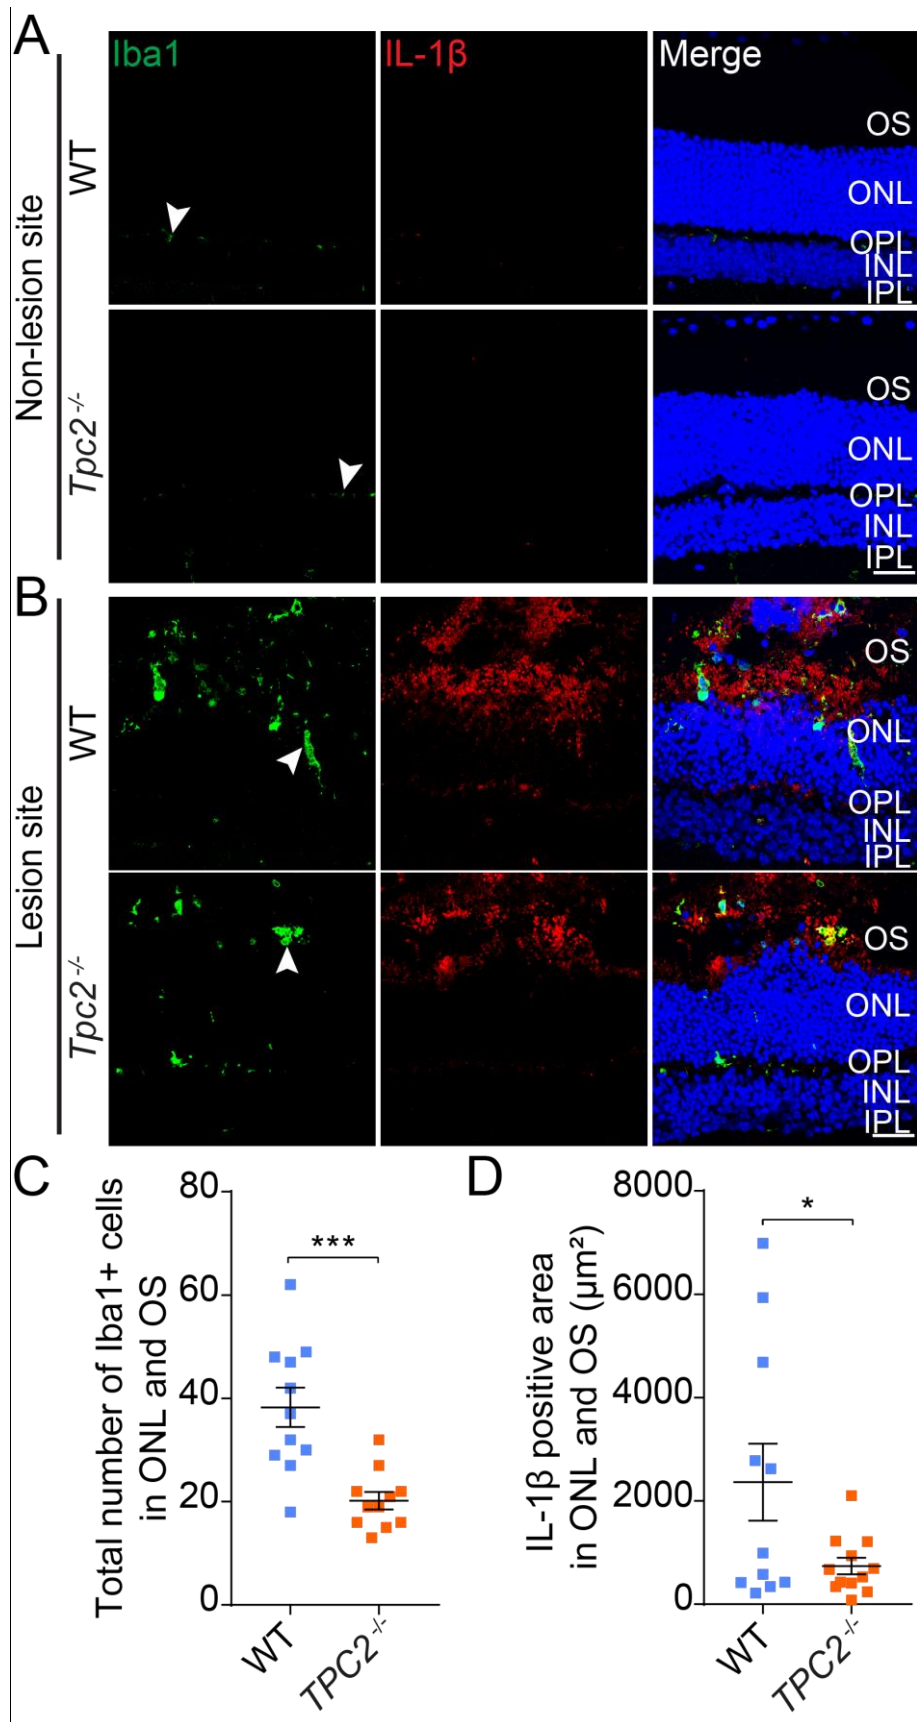 A
Iba1 IL-1β Merge
Non-lesion site
WT
OS
ONL
OPL
INL
IPL
Tpc2⁻/⁻
OS
ONL
OPL
INL
IPL
B
Lesion site
WT
OS
ONL
OPL
INL
IPL
Tpc2⁻/⁻
OS
ONL
OPL
INL
IPL
C
Total number of Iba1+ cells
in ONL and OS
80
60
40
20
0
***
WT
TPC2⁻/⁻
D
IL-1β positive area
in ONL and OS (µm²)
8000
6000
4000
2000
0
*
WT
TPC2⁻/⁻